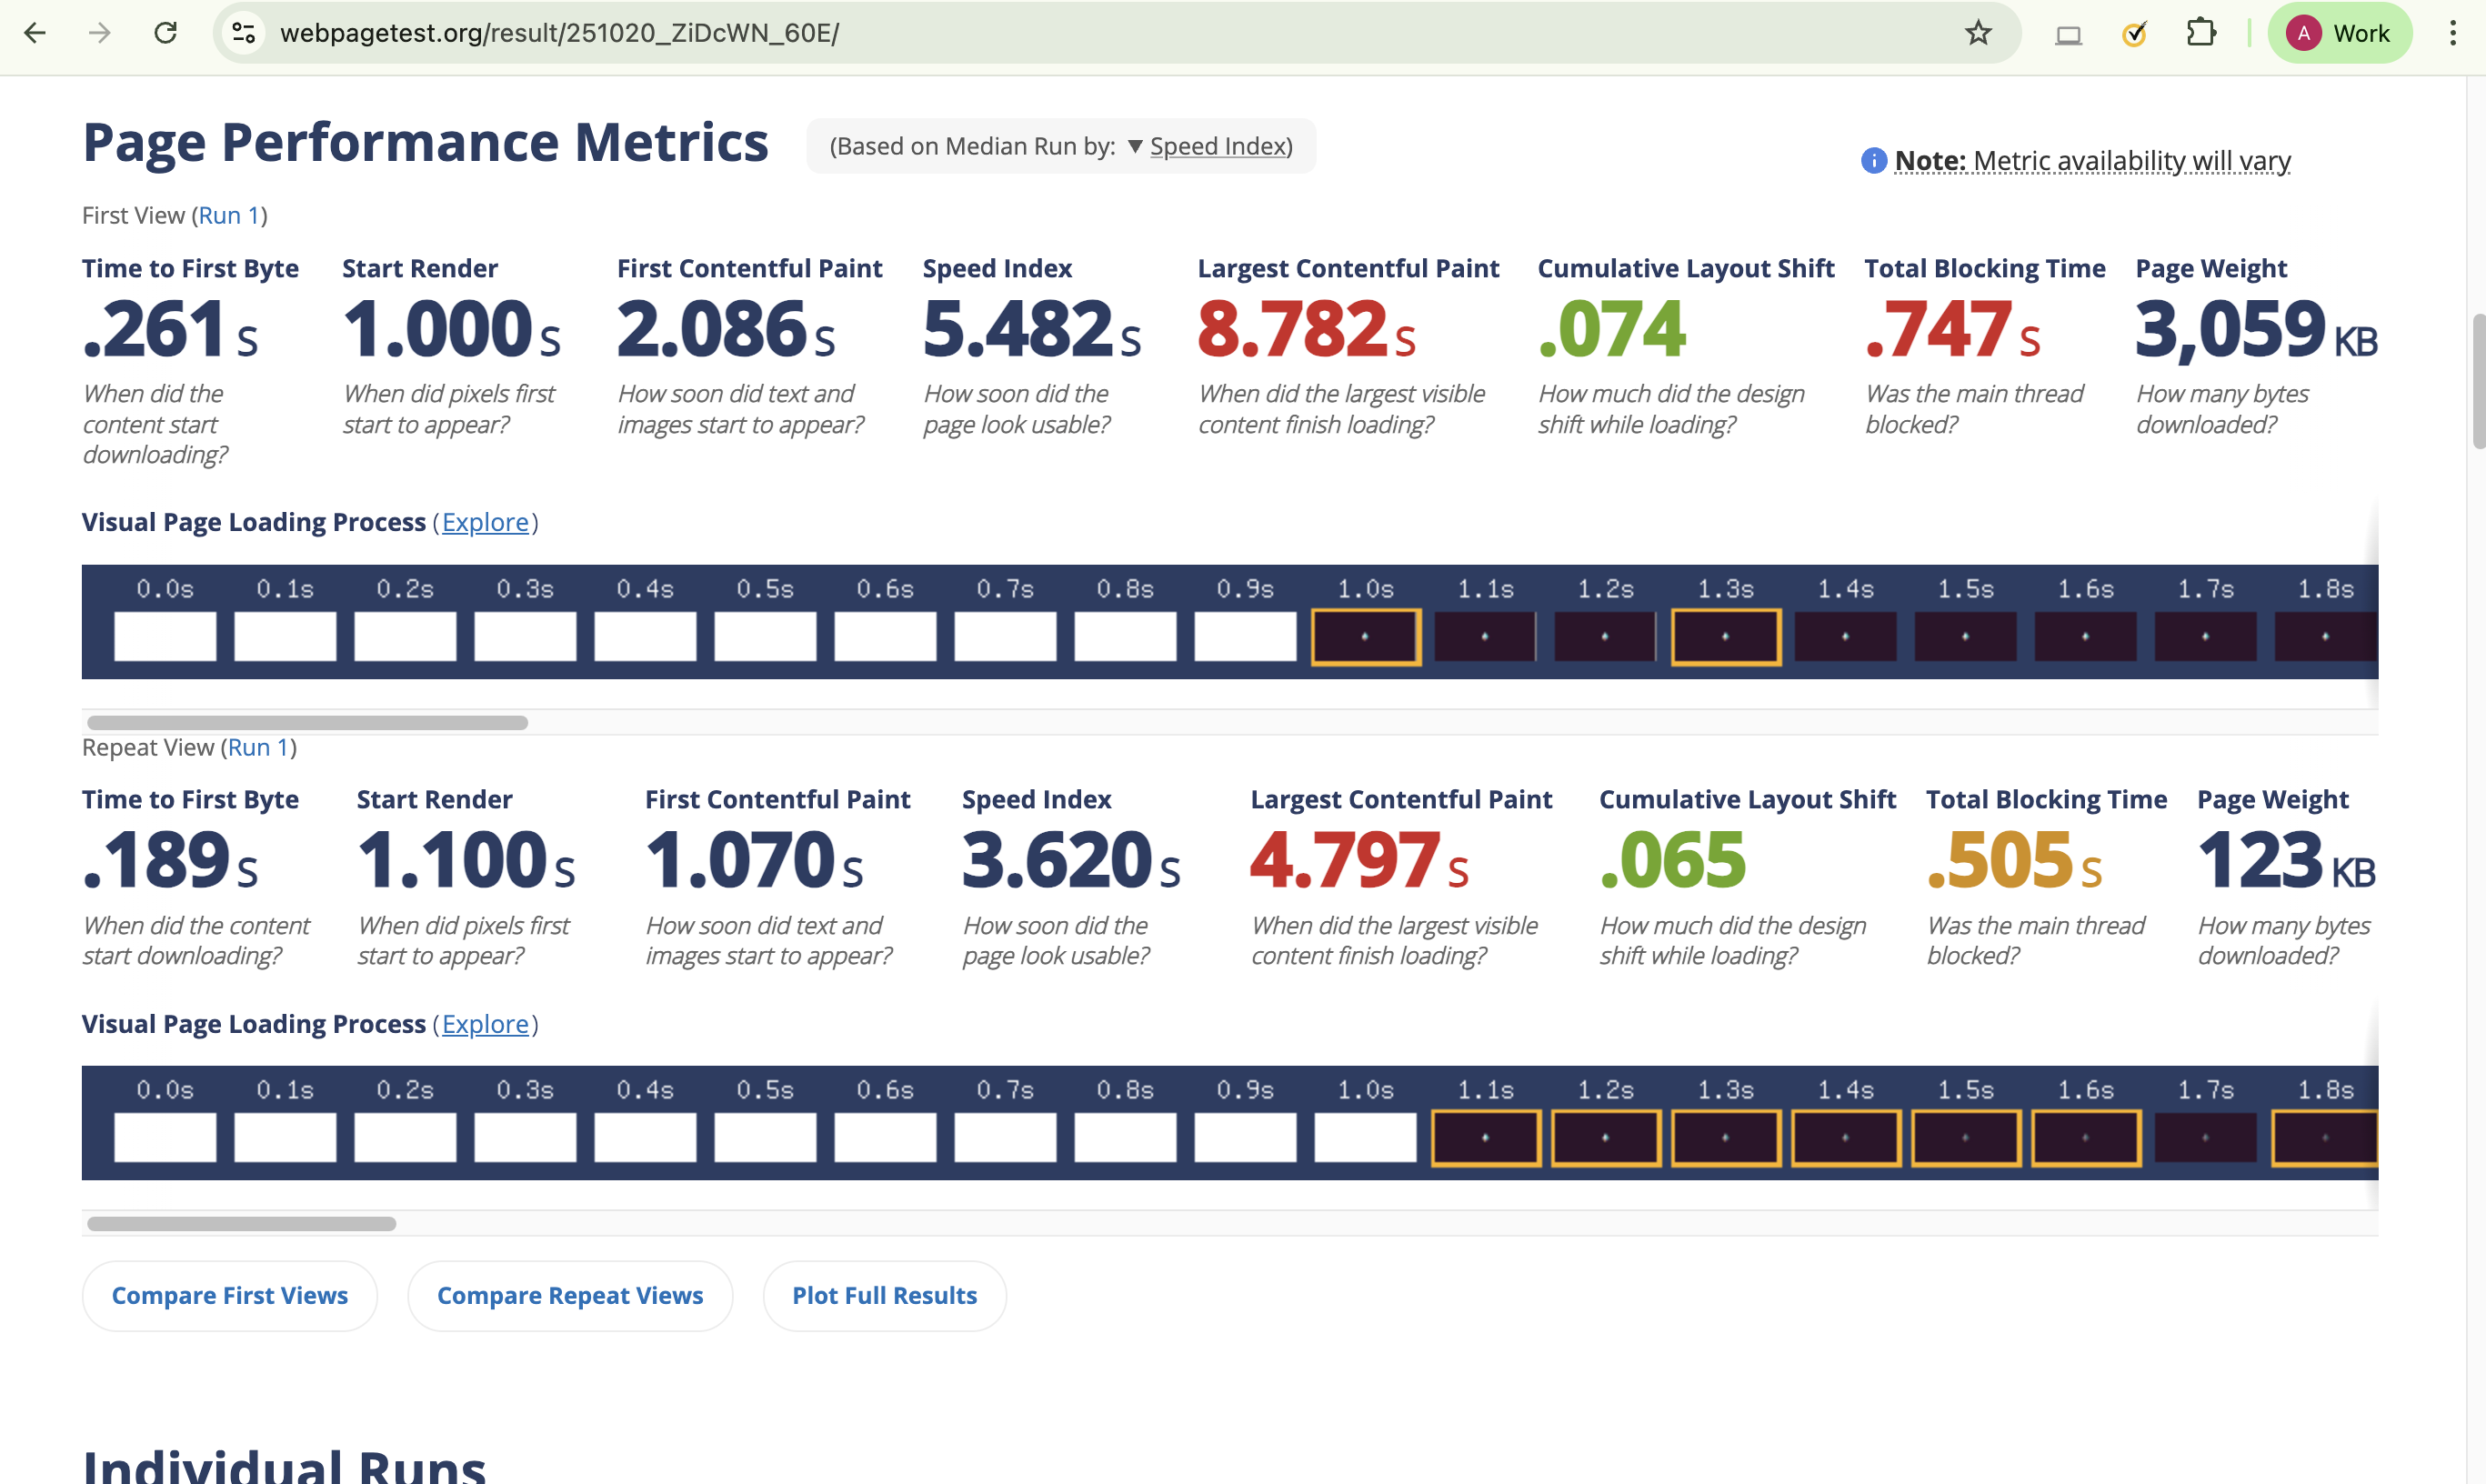 webpagetest.org/result/251020_ZiDcWN_60E/
A Work
Page Performance Metrics (Based on Median Run by: ▼ Speed Index)
Note: Metric availability will vary
First View (Run 1)
Time to First Byte
.261 s
When did the
content start
downloading?
Start Render
1.000 s
When did pixels first
start to appear?
First Contentful Paint
2.086 s
How soon did text and
images start to appear?
Speed Index
5.482 s
How soon did the
page look usable?
Largest Contentful Paint
8.782 s
When did the largest visible
content finish loading?
Cumulative Layout Shift
.074
How much did the design
shift while loading?
Total Blocking Time
.747 s
Was the main thread
blocked?
Page Weight
3,059 KB
How many bytes
downloaded?
Visual Page Loading Process (Explore)
0.0s 0.1s 0.2s 0.3s 0.4s 0.5s 0.6s 0.7s 0.8s 0.9s 1.0s 1.1s 1.2s 1.3s 1.4s 1.5s 1.6s 1.7s 1.8s
Repeat View (Run 1)
Time to First Byte
.189 s
When did the content
start downloading?
Start Render
1.100 s
When did pixels first
start to appear?
First Contentful Paint
1.070 s
How soon did text and
images start to appear?
Speed Index
3.620 s
How soon did the
page look usable?
Largest Contentful Paint
4.797 s
When did the largest visible
content finish loading?
Cumulative Layout Shift
.065
How much did the design
shift while loading?
Total Blocking Time
.505 s
Was the main thread
blocked?
Page Weight
123 KB
How many bytes
downloaded?
Visual Page Loading Process (Explore)
0.0s 0.1s 0.2s 0.3s 0.4s 0.5s 0.6s 0.7s 0.8s 0.9s 1.0s 1.1s 1.2s 1.3s 1.4s 1.5s 1.6s 1.7s 1.8s
Compare First Views
Compare Repeat Views
Plot Full Results
Individual Runs